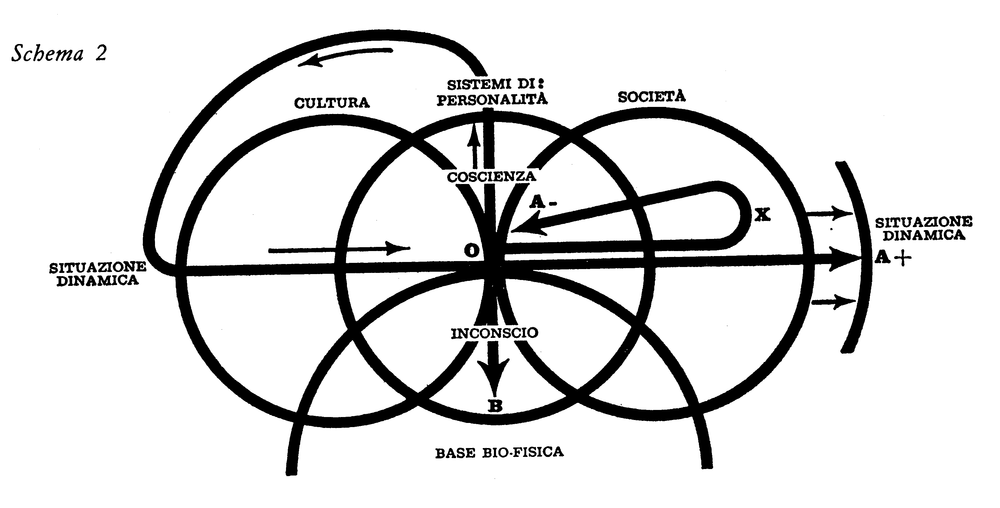 Schema 2
SISTEMI DI:
PERSONALITÀ
CULTURA
SOCIETÀ
COSCIENZA
A -
X
SITUAZIONE
DINAMICA
O
A +
SITUAZIONE
DINAMICA
INCONSCIO
B
BASE BIO-FISICA